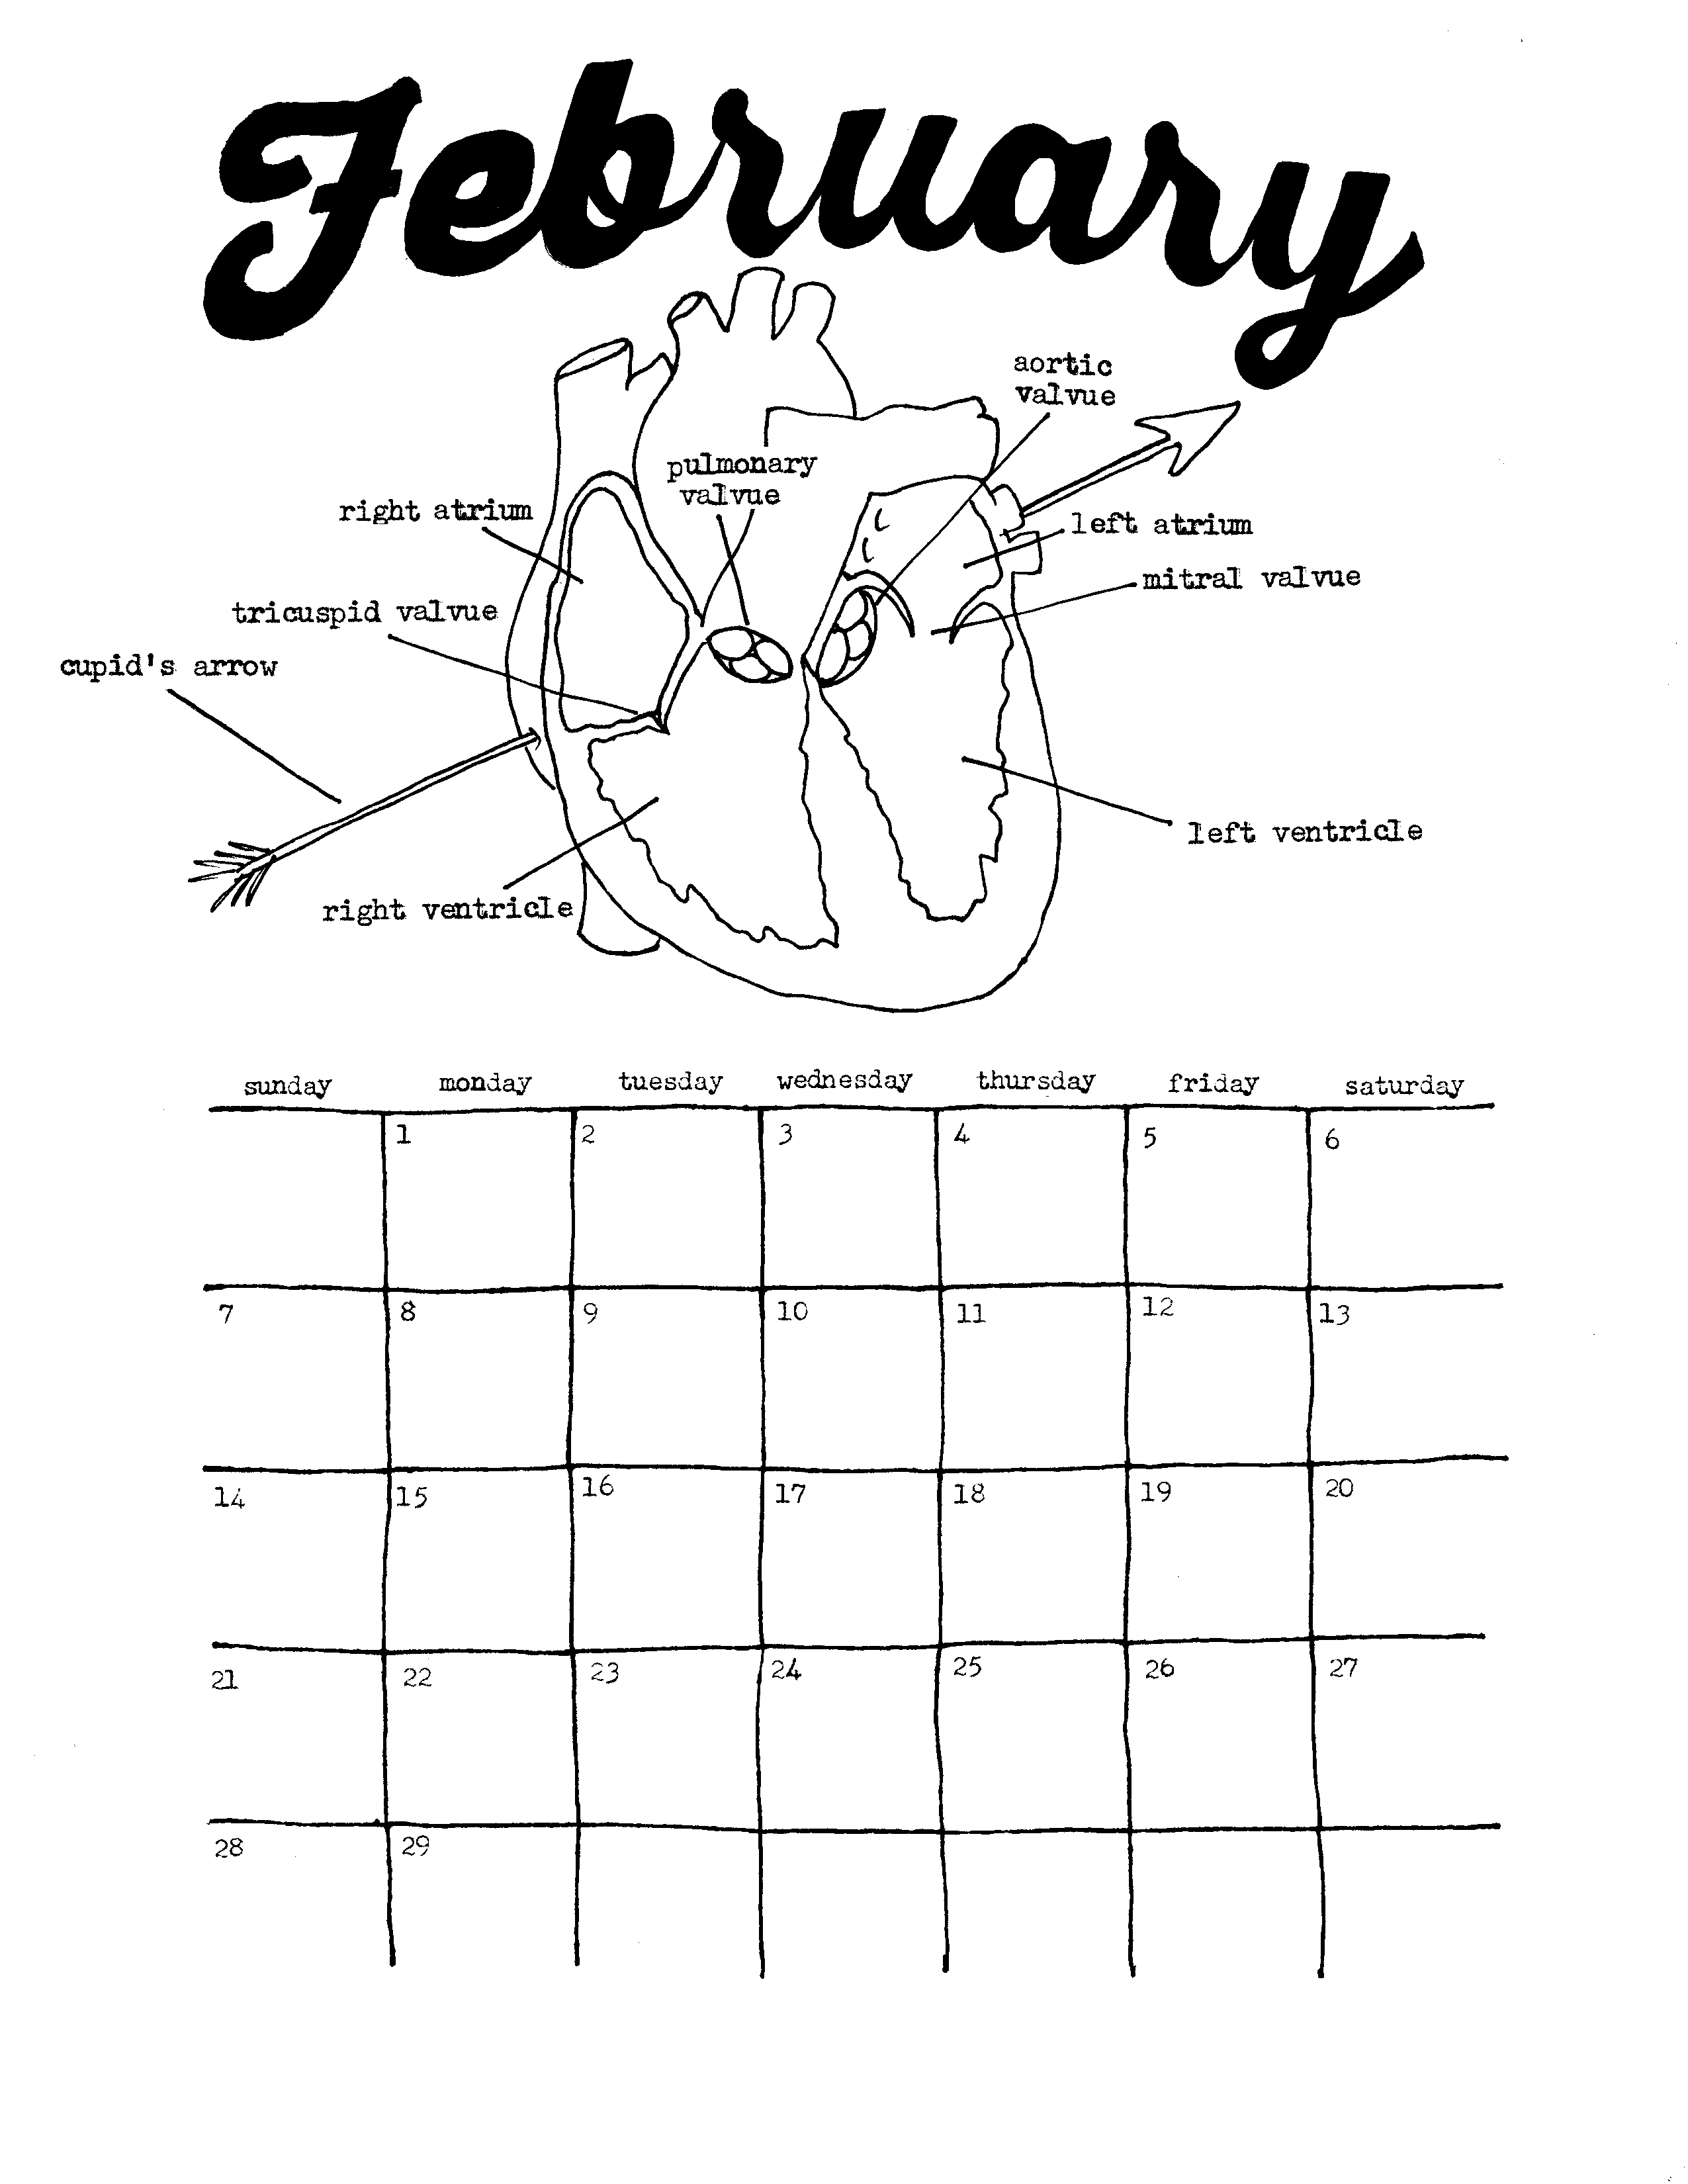 February
aortic
valvue
pulmonary
valvue
right atrium
left atrium
mitral valvue
tricuspid valvue
cupid's arrow
left ventricle
right ventricle
sunday monday tuesday wednesday thursday friday saturday
1 2 3 4 5 6
7 8 9 10 11 12 13
14 15 16 17 18 19 20
21 22 23 24 25 26 27
28 29